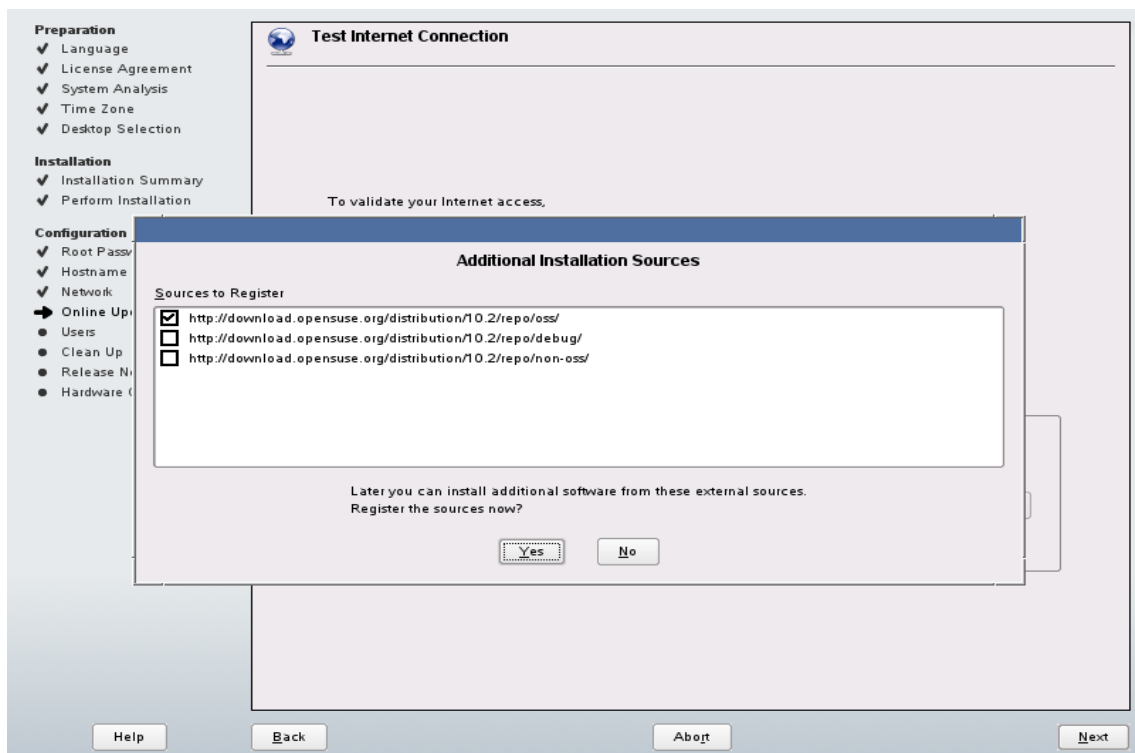 Preparation
Language
License Agreement
System Analysis
Time Zone
Desktop Selection
Installation
Installation Summary
Perform Installation
Configuration
Root
Hostname
Network
Online
Users
Clean Up
Release
Hardware
Test Internet Connection
To validate your Internet access,
Additional Installation Sources
Sources to Register
http://download.opensuse.org/distribution/10.2/repo/oss/
http://download.opensuse.org/distribution/10.2/repo/debug/
http://download.opensuse.org/distribution/10.2/repo/non-oss/
Later you can install additional software from these external sources.
Register the sources now?
Yes
No
Help
Back
Abort
Next